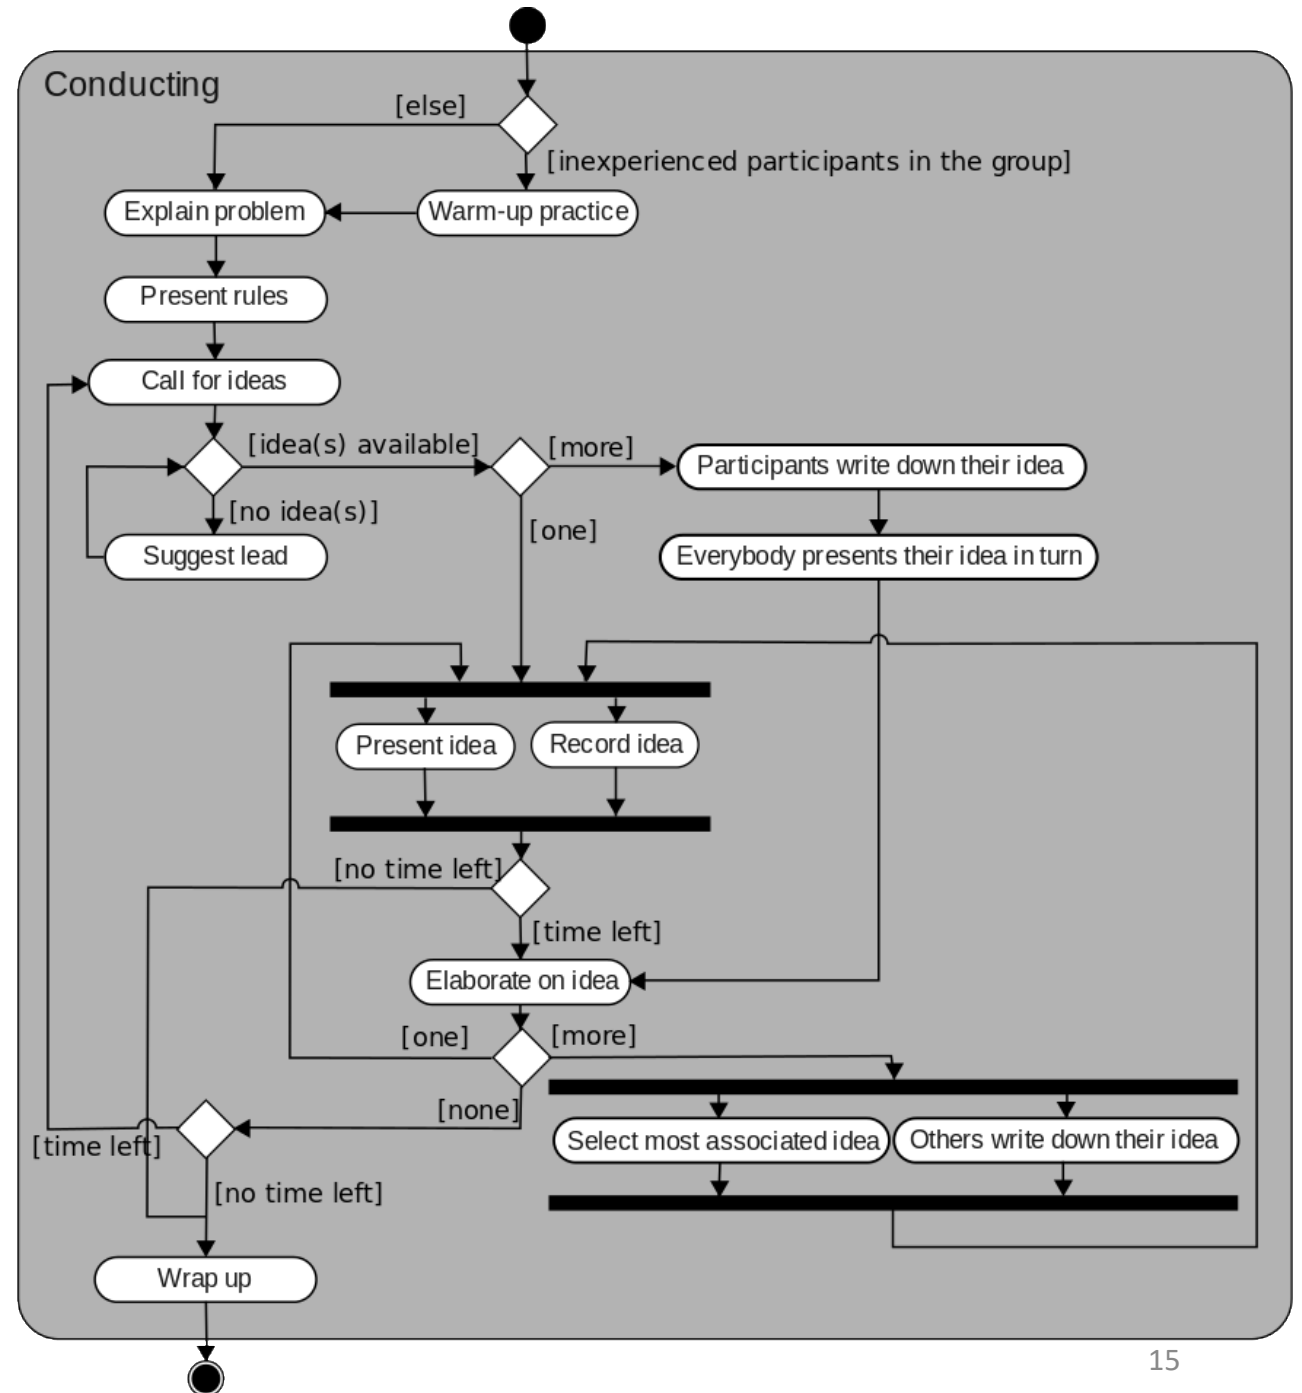 Conducting
[else]
[inexperienced participants in the group]
Explain problem
Warm-up practice
Present rules
Call for ideas
[idea(s) available]
[more]
Participants write down their idea
[no idea(s)]
[one]
Suggest lead
Everybody presents their idea in turn
Present idea
Record idea
[no time left]
[time left]
Elaborate on idea
[one]
[more]
[none]
[time left]
Select most associated idea
Others write down their idea
[no time left]
Wrap up
15